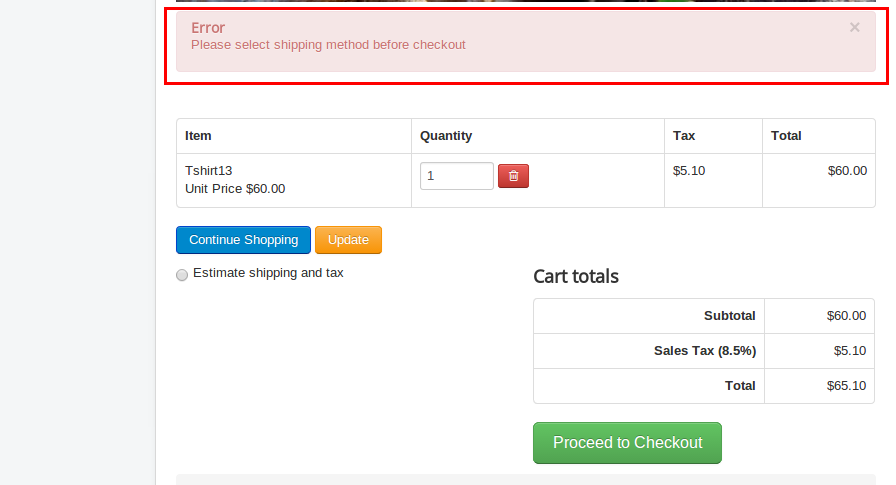 Error
×
Please select shipping method before checkout
Item Quantity Tax Total
Tshirt13 1 $5.10 $60.00
Unit Price $60.00
Continue Shopping Update
Estimate shipping and tax
Cart totals
Subtotal $60.00
Sales Tax (8.5%) $5.10
Total $65.10
Proceed to Checkout